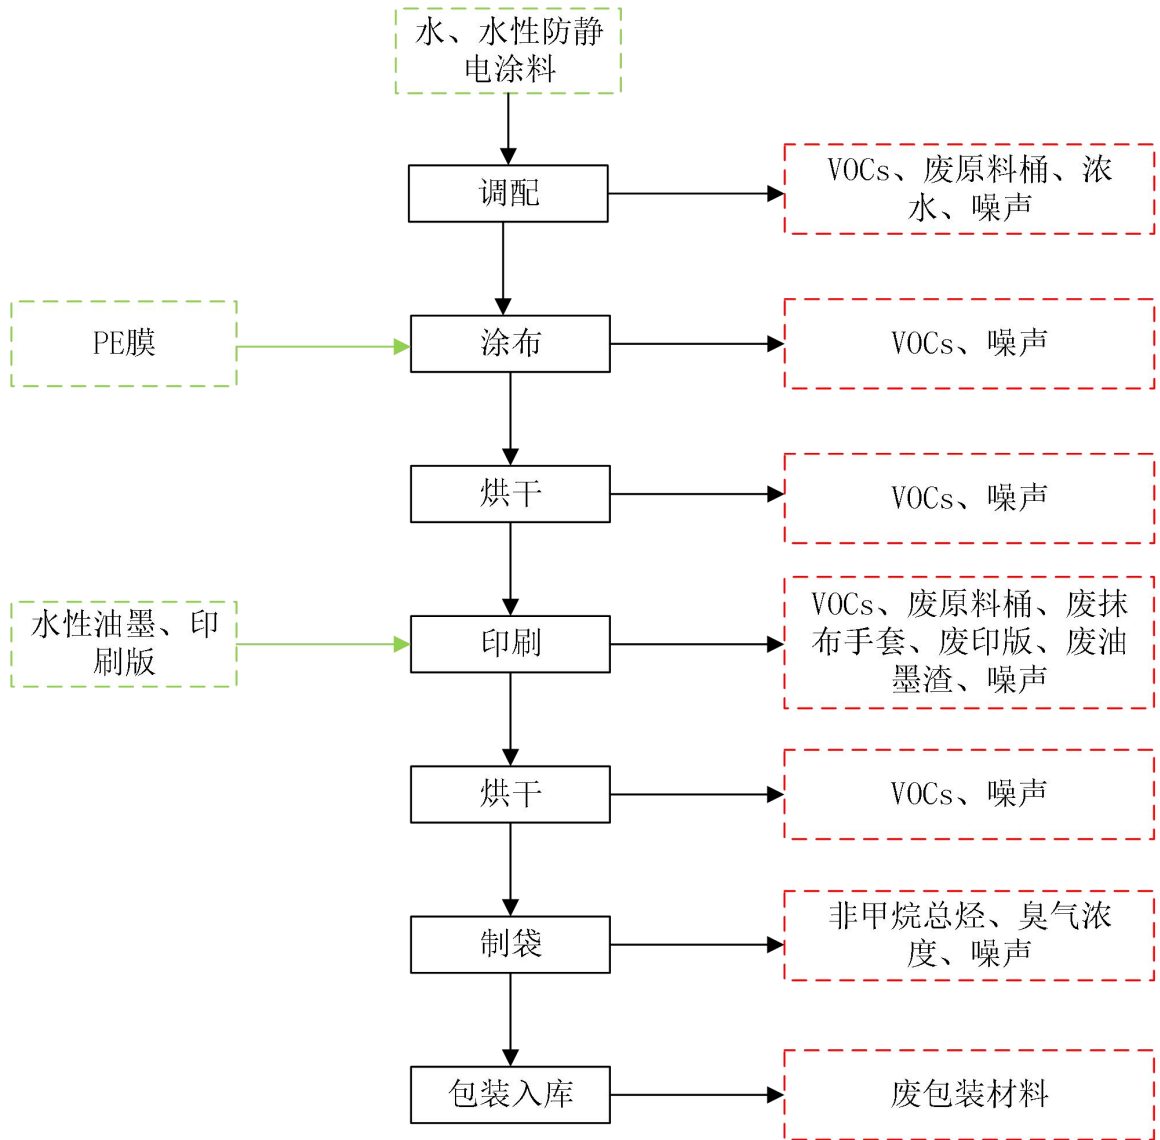 水、水性防静
电涂料
调配
VOCs、废原料桶、浓
水、噪声
PE膜
涂布
VOCs、噪声
烘干
VOCs、噪声
水性油墨、印
刷版
印刷
VOCs、废原料桶、废抹
布手套、废印版、废油
墨渣、噪声
烘干
VOCs、噪声
制袋
非甲烷总烃、臭气浓
度、噪声
包装入库
废包装材料